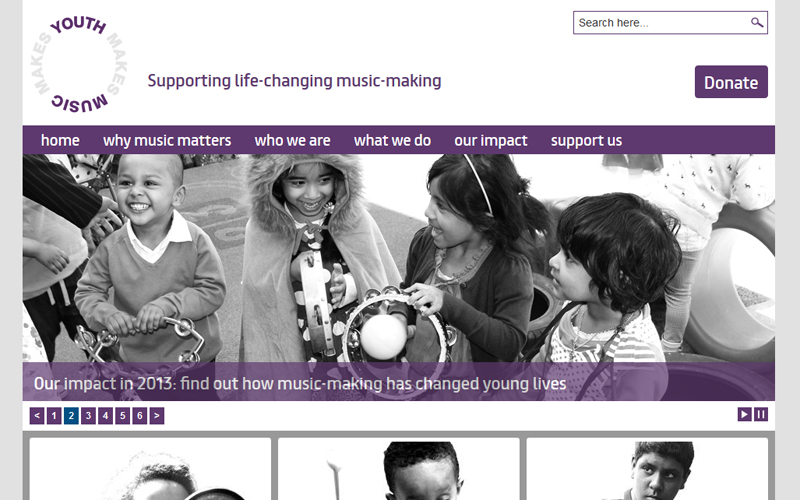 YOUTH MAKES MUSIC MAKES
Search here...
Supporting life-changing music-making
Donate
home why music matters who we are what we do our impact support us
Our impact in 2013: find out how music-making has changed young lives
< 1 2 3 4 5 6 >